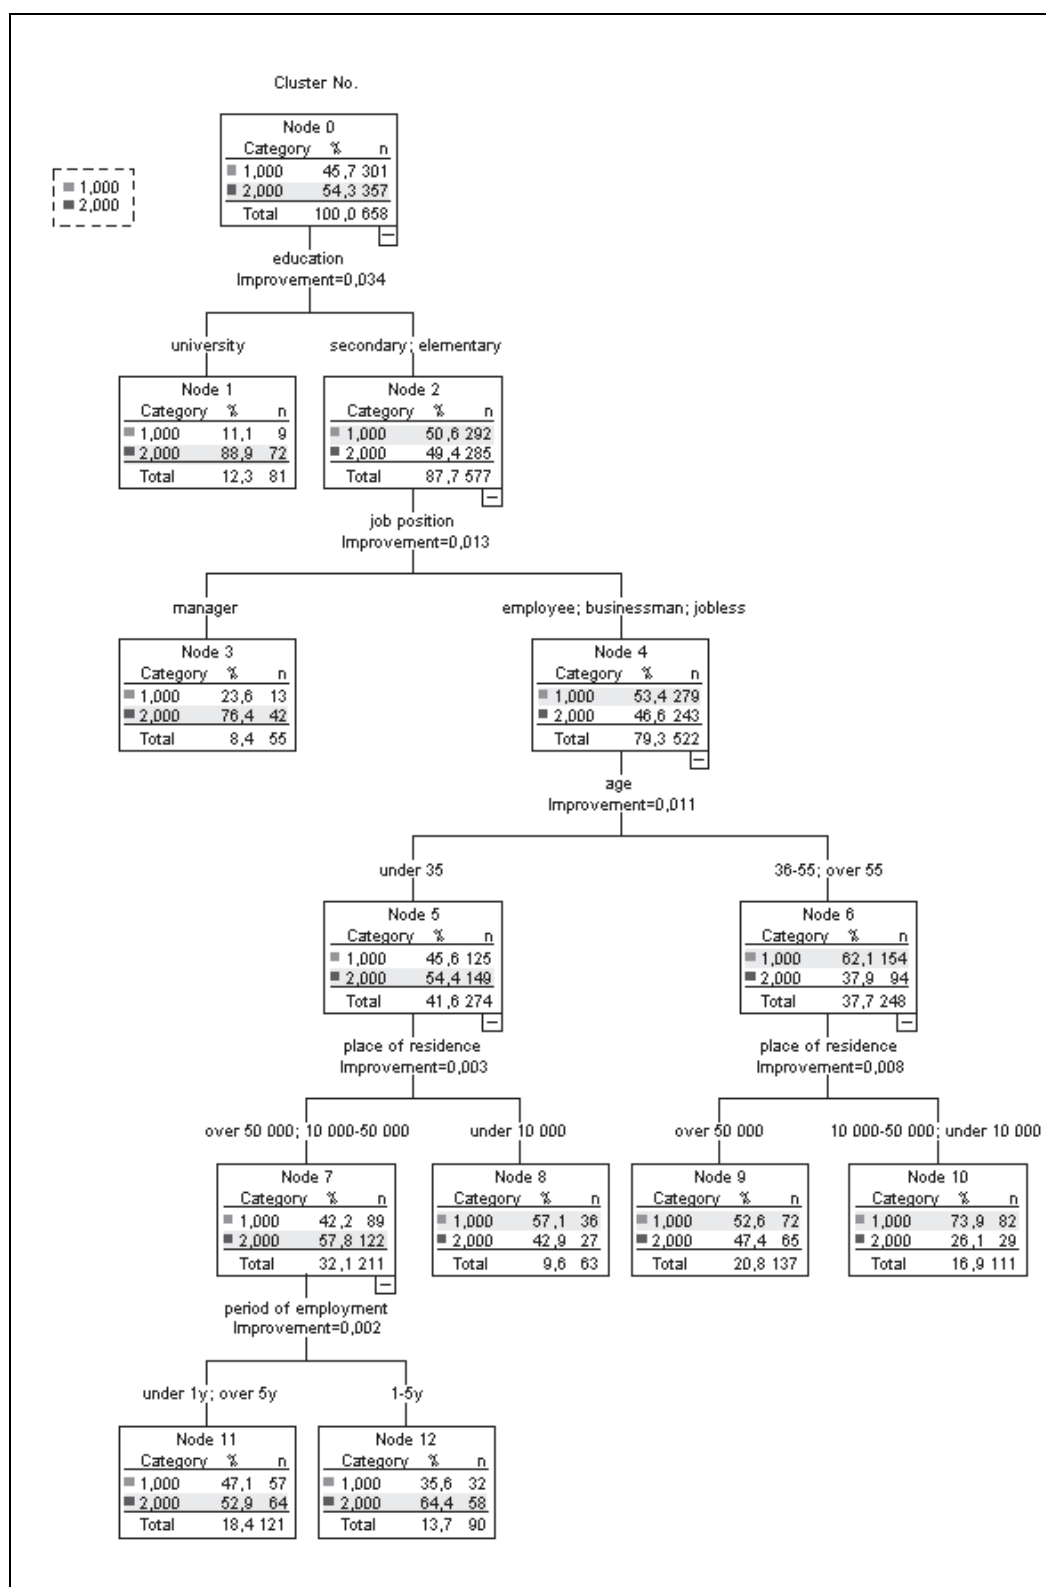 Cluster No.
1,000
2,000
Node 0
Category % n
1,000 45,7 301
2,000 54,3 357
Total 100,0 658
education
Improvement=0,034
university
secondary; elementary
Node 1
Category % n
1,000 11,1 9
2,000 88,9 72
Total 12,3 81
Node 2
Category % n
1,000 50,6 292
2,000 49,4 285
Total 87,7 577
job position
Improvement=0,013
manager
employee; businessman; jobless
Node 3
Category % n
1,000 23,6 13
2,000 76,4 42
Total 8,4 55
Node 4
Category % n
1,000 53,4 279
2,000 46,6 243
Total 79,3 522
age
Improvement=0,011
under 35
36-55; over 55
Node 5
Category % n
1,000 45,6 125
2,000 54,4 149
Total 41,6 274
Node 6
Category % n
1,000 62,1 154
2,000 37,9 94
Total 37,7 248
place of residence
Improvement=0,003
place of residence
Improvement=0,008
over 50 000; 10 000-50 000
under 10 000
over 50 000
10 000-50 000; under 10 000
Node 7
Category % n
1,000 42,2 89
2,000 57,8 122
Total 32,1 211
Node 8
Category % n
1,000 57,1 36
2,000 42,9 27
Total 9,6 63
Node 9
Category % n
1,000 52,6 72
2,000 47,4 65
Total 20,8 137
Node 10
Category % n
1,000 73,9 82
2,000 26,1 29
Total 16,9 111
period of employment
Improvement=0,002
under 1y; over 5y
1-5y
Node 11
Category % n
1,000 47,1 57
2,000 52,9 64
Total 18,4 121
Node 12
Category % n
1,000 35,6 32
2,000 64,4 58
Total 13,7 90